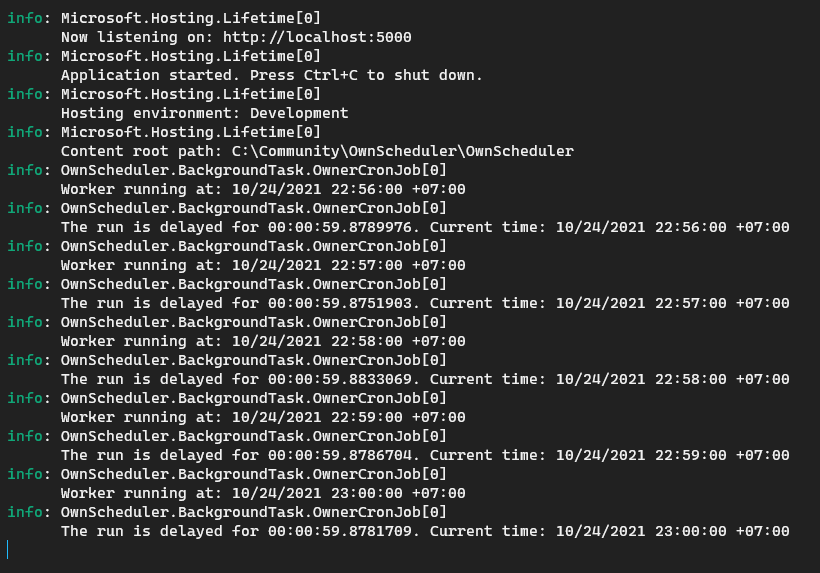 info: Microsoft.Hosting.Lifetime[0]
Now listening on: http://localhost:5000
info: Microsoft.Hosting.Lifetime[0]
Application started. Press Ctrl+C to shut down.
info: Microsoft.Hosting.Lifetime[0]
Hosting environment: Development
info: Microsoft.Hosting.Lifetime[0]
Content root path: C:\Community\OwnScheduler\OwnScheduler
info: OwnScheduler.BackgroundTask.OwnerCronJob[0]
Worker running at: 10/24/2021 22:56:00 +07:00
info: OwnScheduler.BackgroundTask.OwnerCronJob[0]
The run is delayed for 00:00:59.8789976. Current time: 10/24/2021 22:56:00 +07:00
info: OwnScheduler.BackgroundTask.OwnerCronJob[0]
Worker running at: 10/24/2021 22:57:00 +07:00
info: OwnScheduler.BackgroundTask.OwnerCronJob[0]
The run is delayed for 00:00:59.8751903. Current time: 10/24/2021 22:57:00 +07:00
info: OwnScheduler.BackgroundTask.OwnerCronJob[0]
Worker running at: 10/24/2021 22:58:00 +07:00
info: OwnScheduler.BackgroundTask.OwnerCronJob[0]
The run is delayed for 00:00:59.8833069. Current time: 10/24/2021 22:58:00 +07:00
info: OwnScheduler.BackgroundTask.OwnerCronJob[0]
Worker running at: 10/24/2021 22:59:00 +07:00
info: OwnScheduler.BackgroundTask.OwnerCronJob[0]
The run is delayed for 00:00:59.8786704. Current time: 10/24/2021 22:59:00 +07:00
info: OwnScheduler.BackgroundTask.OwnerCronJob[0]
Worker running at: 10/24/2021 23:00:00 +07:00
info: OwnScheduler.BackgroundTask.OwnerCronJob[0]
The run is delayed for 00:00:59.8781709. Current time: 10/24/2021 23:00:00 +07:00